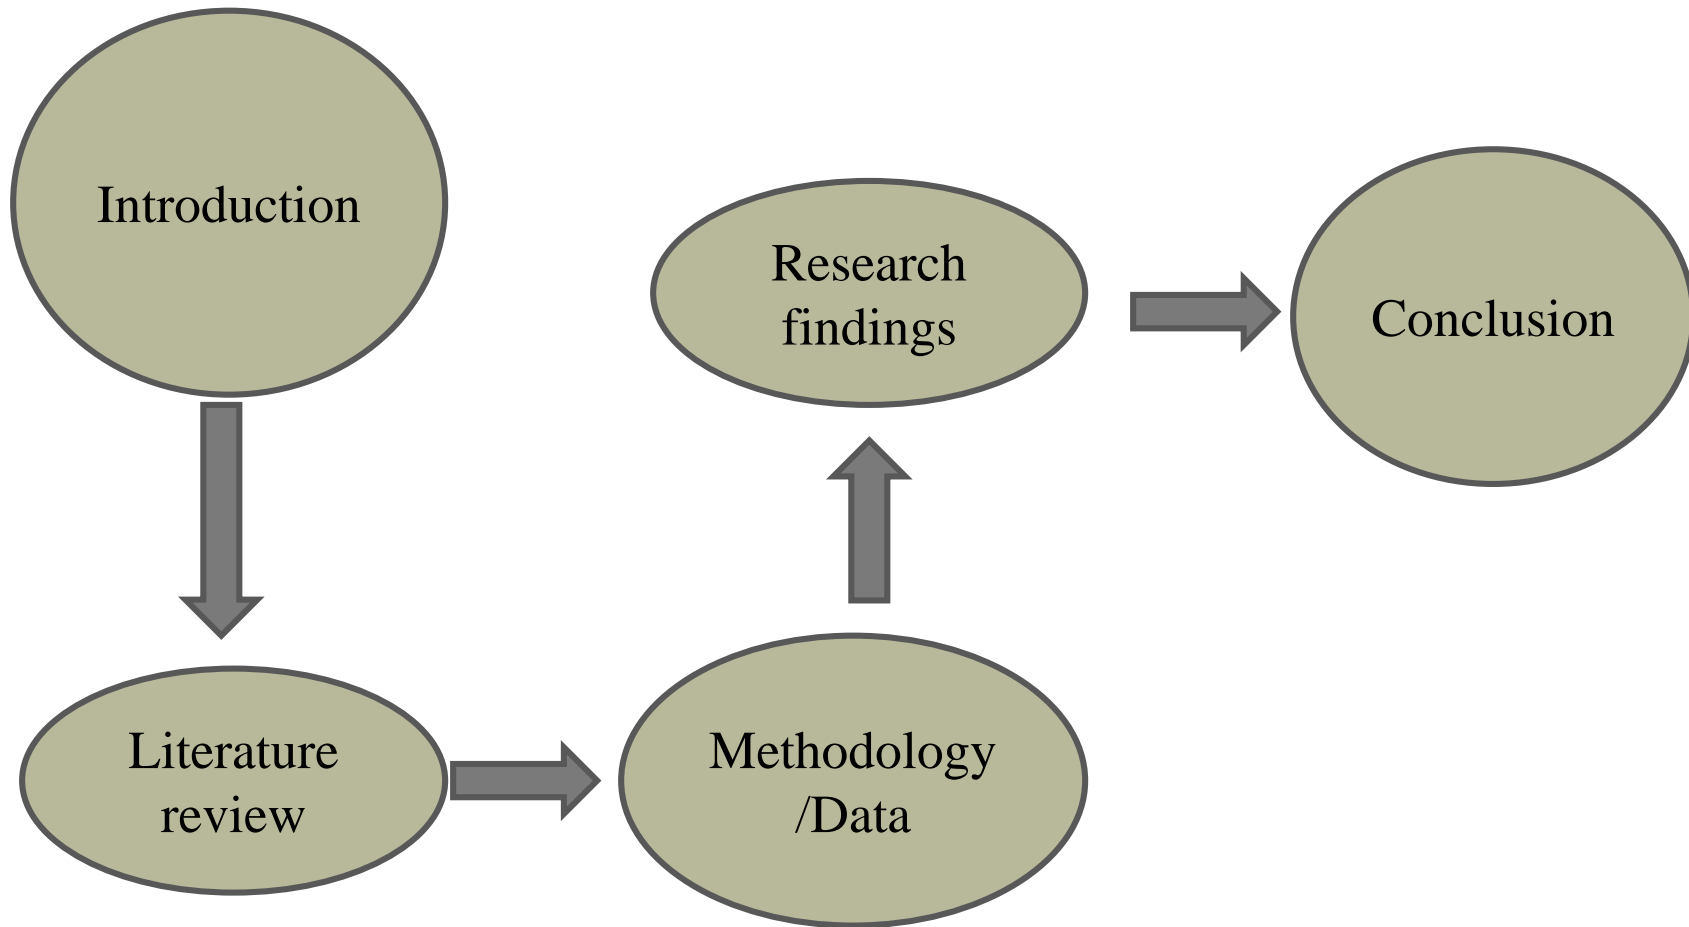 Introduction
Literature
review
Methodology
/Data
Research
findings
Conclusion